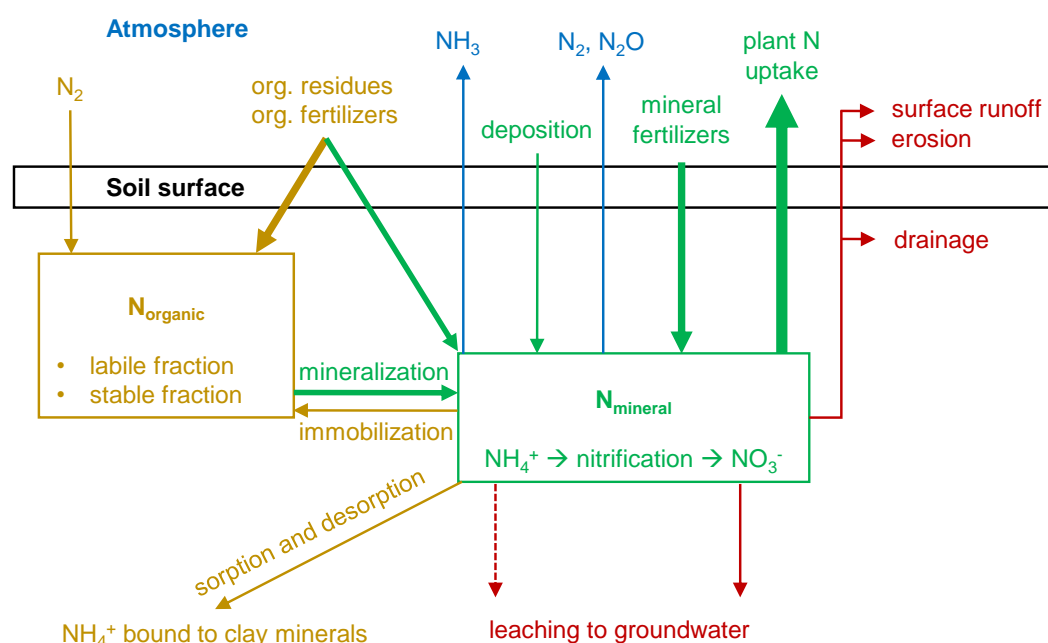 Atmosphere
NH₃
N₂, N₂O
plant N
uptake
N₂
org. residues
org. fertilizers
deposition
mineral
fertilizers
surface runoff
erosion
Soil surface
drainage
N_organic
• labile fraction
• stable fraction
mineralization
immobilization
N_mineral
NH₄⁺ → nitrification → NO₃⁻
sorption and desorption
NH₄⁺ bound to clay minerals
leaching to groundwater